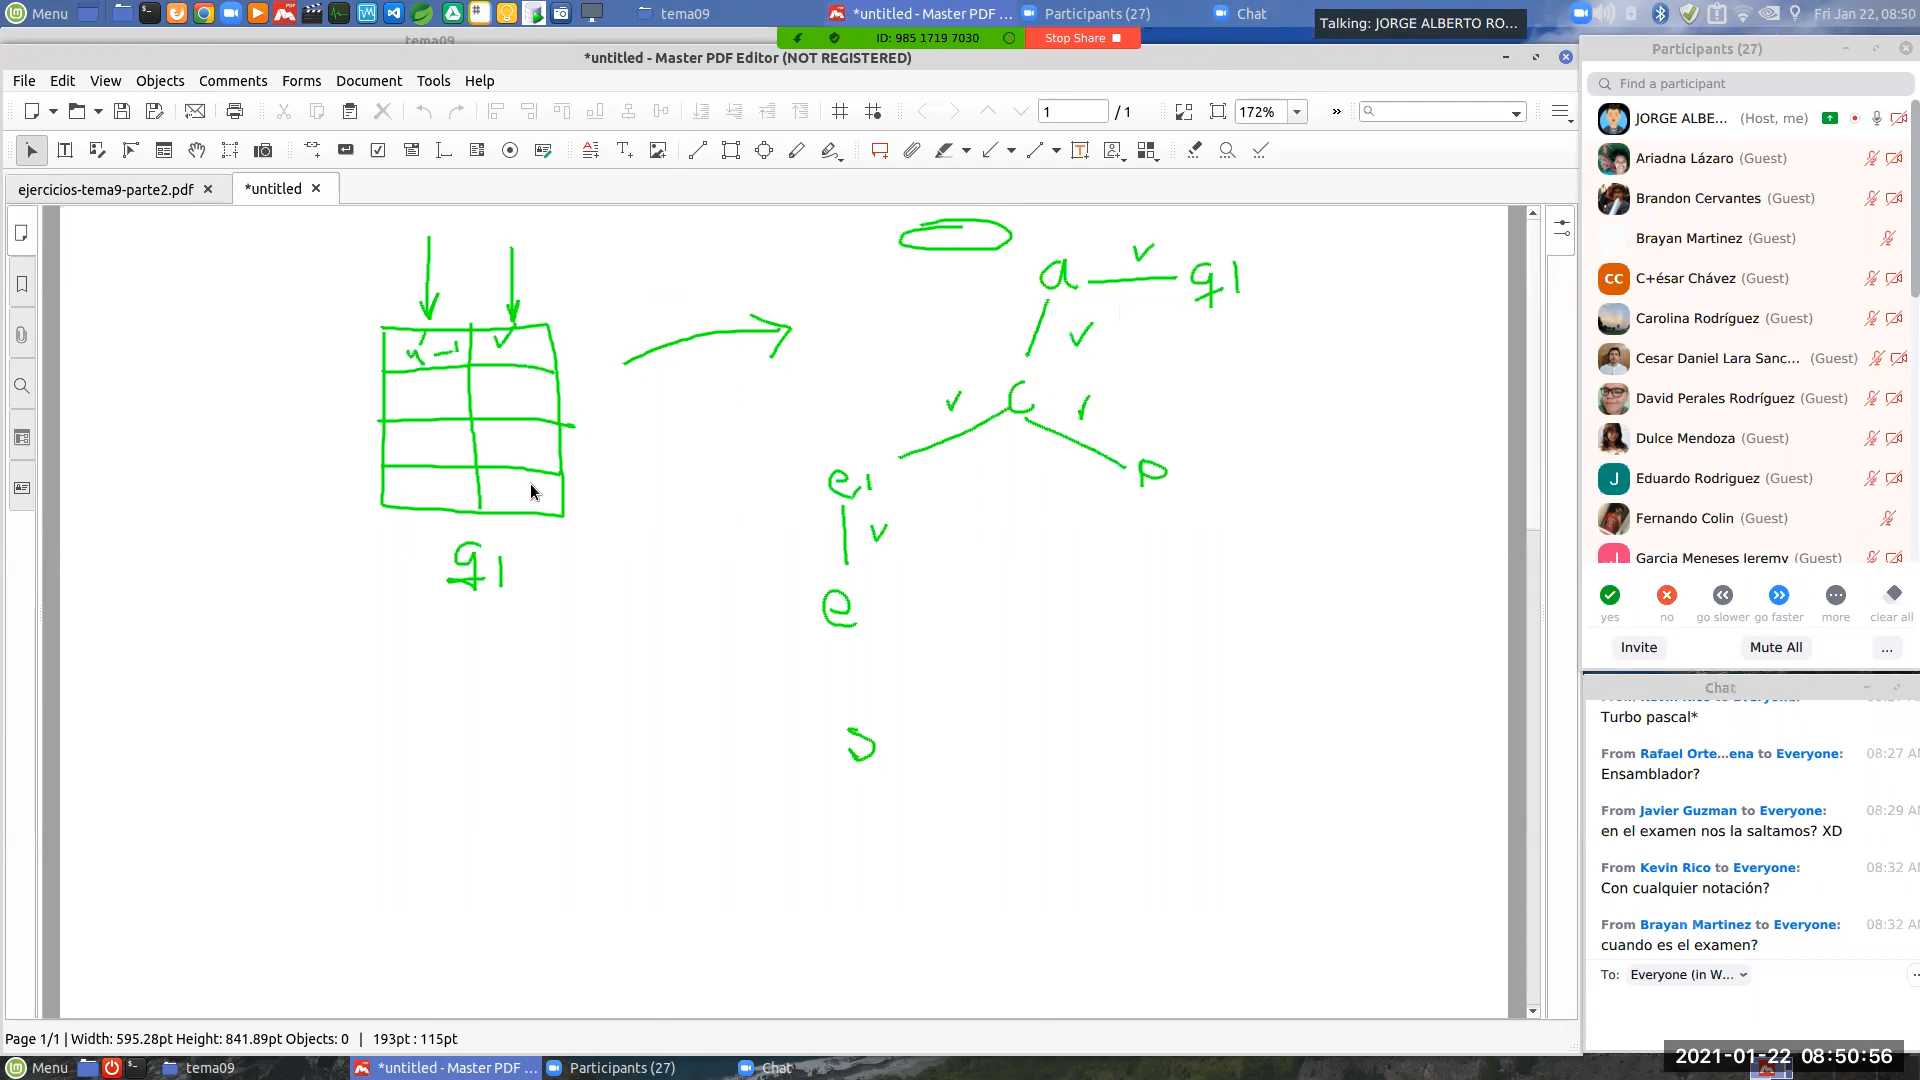 Menu
tema09
*untitled - Master PDF ...
Participants (27)
Chat
Talking: JORGE ALBERTO RO...
Fri Jan 22, 08:50
tema09
ID: 985 1719 7030
Stop Share
*untitled - Master PDF Editor (NOT REGISTERED)
File Edit View Objects Comments Forms Document Tools Help
1 / 1
172%
ejercicios-tema9-parte2.pdf
*untitled
a v q1
v
v C r
e1 p
v
e
q1
Page 1/1 | Width: 595.28pt Height: 841.89pt Objects: 0 | 193pt : 115pt
Participants (27)
Find a participant
JORGE ALBE... (Host, me)
Ariadna Lázaro (Guest)
Brandon Cervantes (Guest)
Brayan Martinez (Guest)
CC C+ésar Chávez (Guest)
Carolina Rodríguez (Guest)
Cesar Daniel Lara Sanc... (Guest)
David Perales Rodríguez (Guest)
Dulce Mendoza (Guest)
J Eduardo Rodriguez (Guest)
Fernando Colin (Guest)
J Garcia Meneses Jeremy (Guest)
yes no go slower go faster more clear all
Invite Mute All ...
Chat
Turbo pascal*
From Rafael Orte...ena to Everyone: 08:27 AM
Ensamblador?
From Javier Guzman to Everyone: 08:29 AM
en el examen nos la saltamos? XD
From Kevin Rico to Everyone: 08:32 AM
Con cualquier notación?
From Brayan Martinez to Everyone: 08:32 AM
cuando es el examen?
To: Everyone (in W...
Menu
tema09
*untitled - Master PDF ...
Participants (27)
Chat
2021-01-22 08:50:56